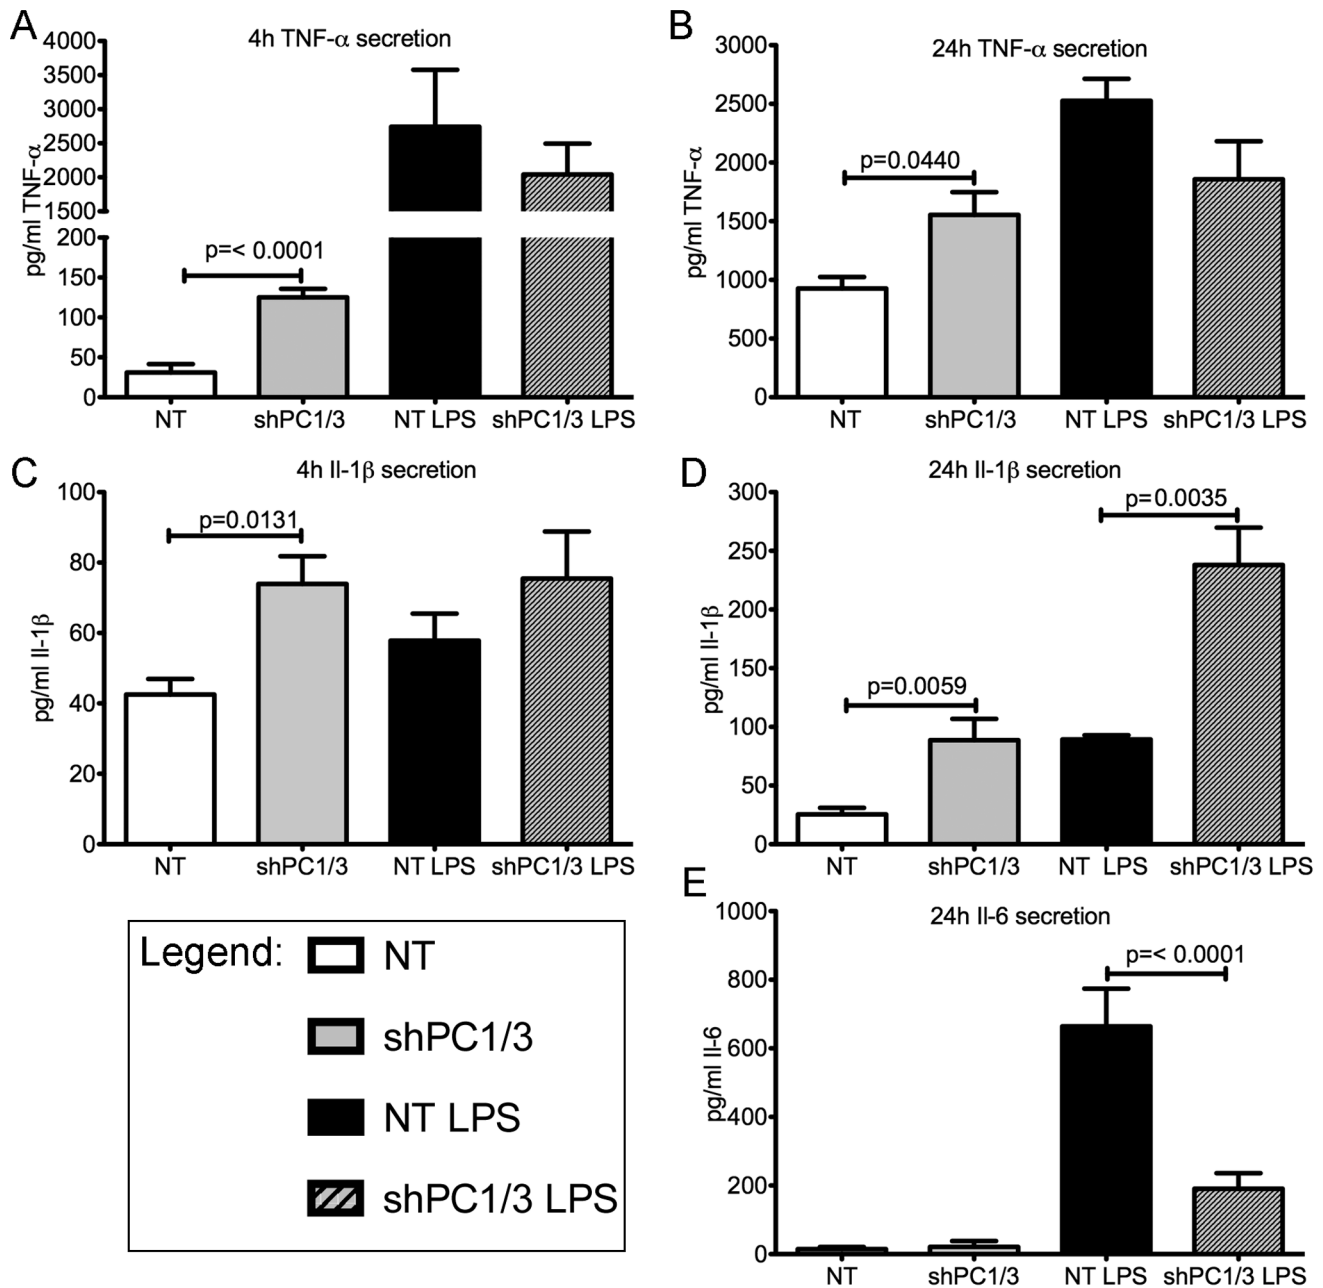 A
4h TNF-α secretion
pg/ml TNF-α
4000
3500
3000
2500
2000
1500
200
150
100
50
0
p=< 0.0001
NT
shPC1/3
NT LPS
shPC1/3 LPS
B
24h TNF-α secretion
pg/ml TNF-α
3000
2500
2000
1500
1000
500
0
p=0.0440
NT
shPC1/3
NT LPS
shPC1/3 LPS
C
4h Il-1β secretion
pg/ml Il-1β
100
80
60
40
20
0
p=0.0131
NT
shPC1/3
NT LPS
shPC1/3 LPS
D
24h Il-1β secretion
pg/ml Il-1β
300
250
200
150
100
50
0
p=0.0035
p=0.0059
NT
shPC1/3
NT LPS
shPC1/3 LPS
Legend:
NT
shPC1/3
NT LPS
shPC1/3 LPS
E
24h Il-6 secretion
pg/ml Il-6
1000
800
600
400
200
0
p=< 0.0001
NT
shPC1/3
NT LPS
shPC1/3 LPS